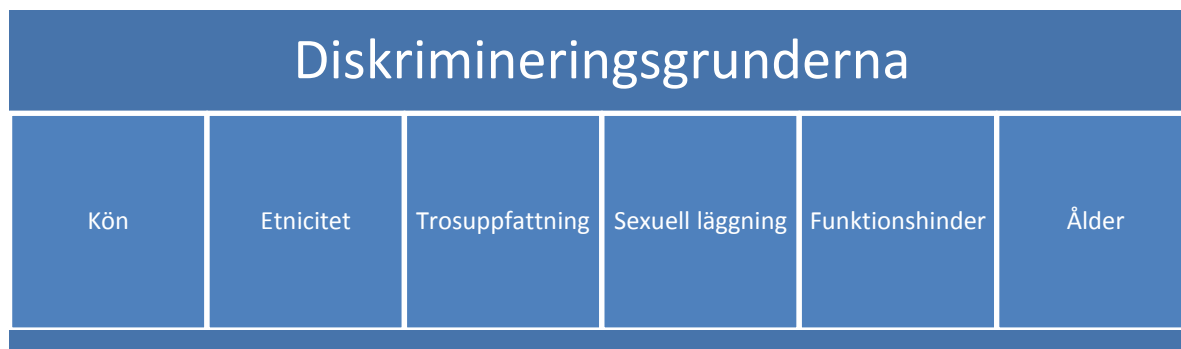 Diskrimineringsgrunderna
Kön Etnicitet Trosuppfattning Sexuell läggning Funktionshinder Ålder